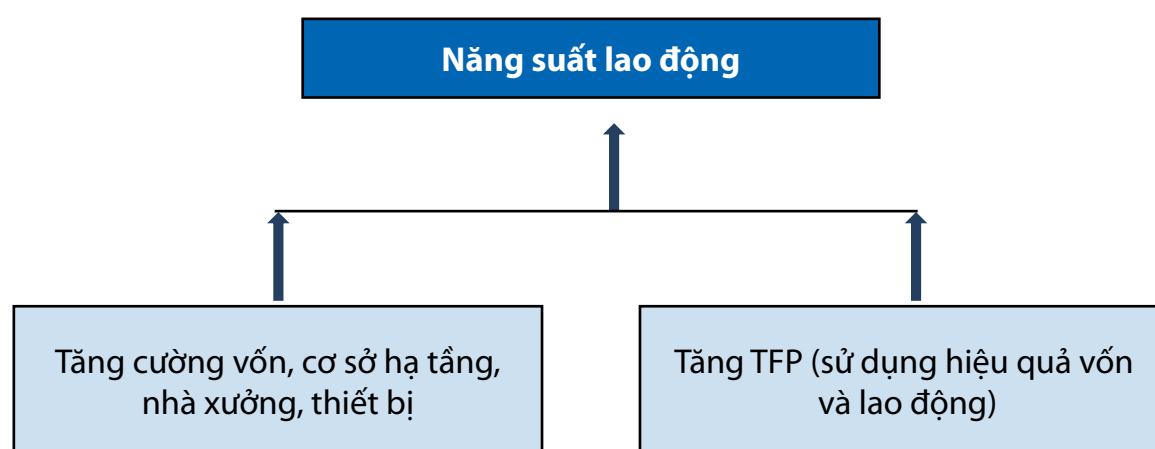 Năng suất lao động
Tăng cường vốn, cơ sở hạ tầng,
nhà xưởng, thiết bị
Tăng TFP (sử dụng hiệu quả vốn
và lao động)